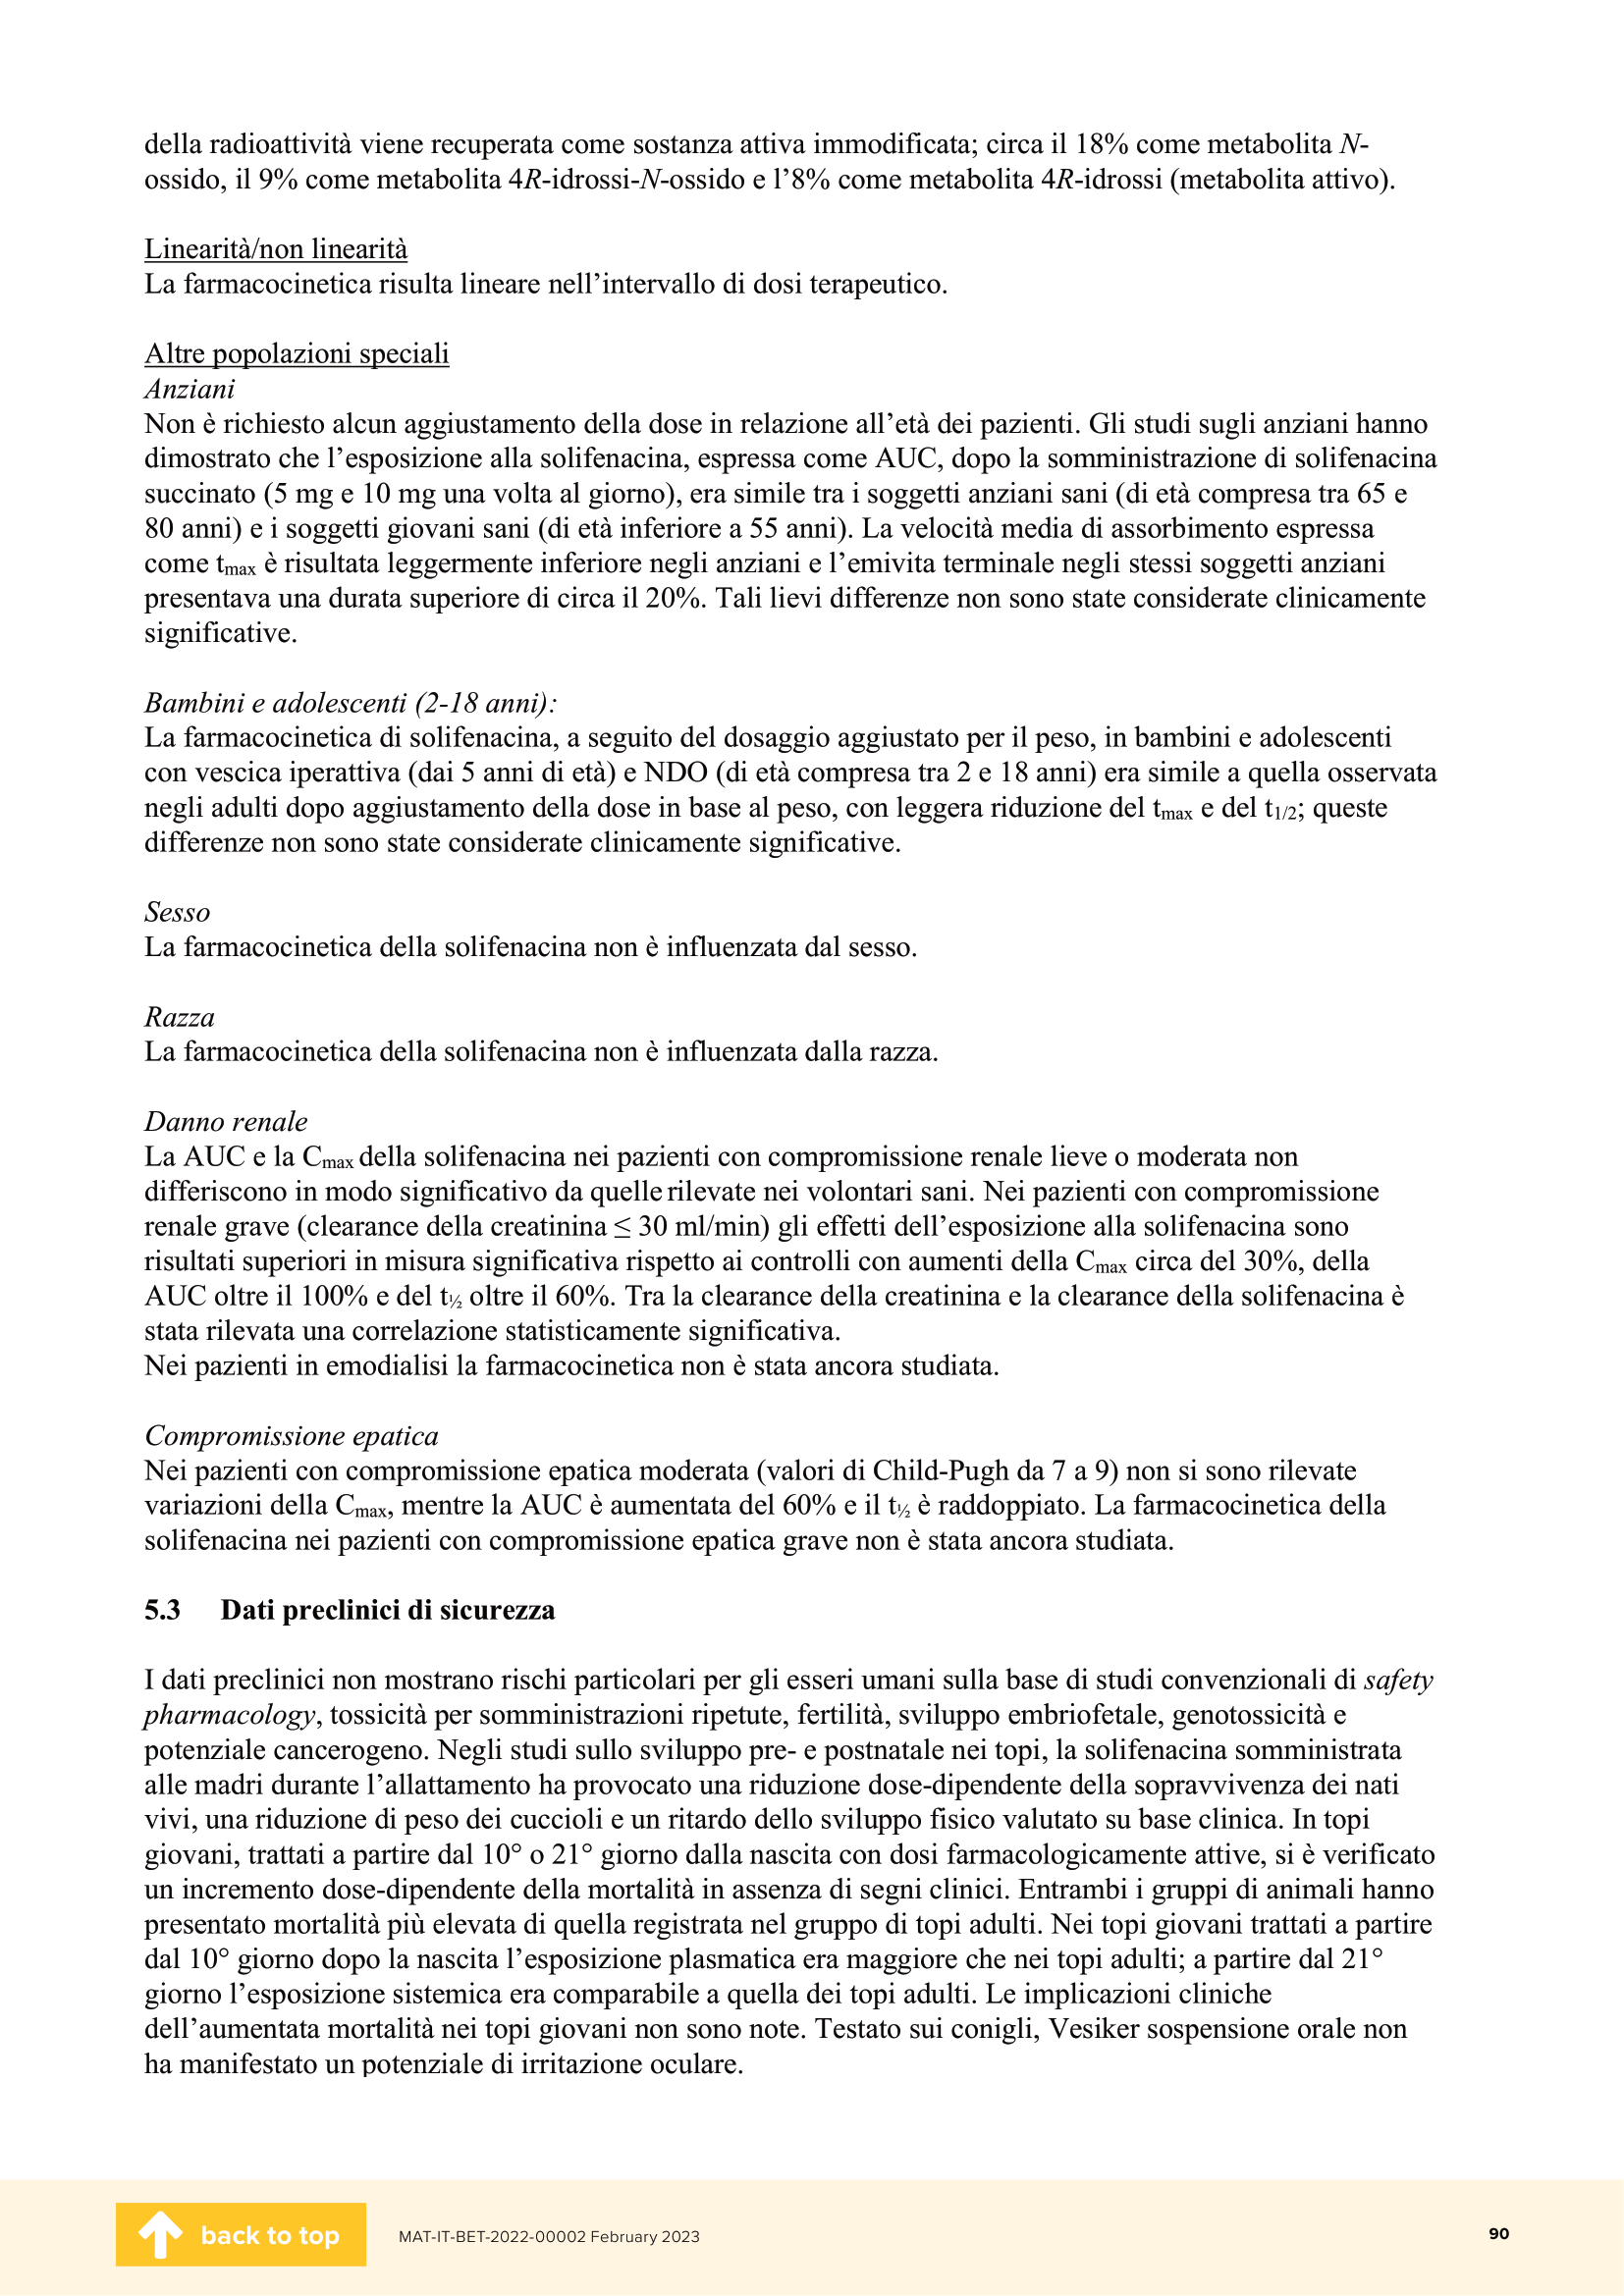 della radioattività viene recuperata come sostanza attiva immodificata; circa il 18% come metabolita N-
ossido, il 9% come metabolita 4R-idrossi-N-ossido e l’8% come metabolita 4R-idrossi (metabolita attivo).
Linearità/non linearità
La farmacocinetica risulta lineare nell’intervallo di dosi terapeutico.
Altre popolazioni speciali
Anziani
Non è richiesto alcun aggiustamento della dose in relazione all’età dei pazienti. Gli studi sugli anziani hanno
dimostrato che l’esposizione alla solifenacina, espressa come AUC, dopo la somministrazione di solifenacina
succinato (5 mg e 10 mg una volta al giorno), era simile tra i soggetti anziani sani (di età compresa tra 65 e
80 anni) e i soggetti giovani sani (di età inferiore a 55 anni). La velocità media di assorbimento espressa
come tmax è risultata leggermente inferiore negli anziani e l’emivita terminale negli stessi soggetti anziani
presentava una durata superiore di circa il 20%. Tali lievi differenze non sono state considerate clinicamente
significative.
Bambini e adolescenti (2-18 anni):
La farmacocinetica di solifenacina, a seguito del dosaggio aggiustato per il peso, in bambini e adolescenti
con vescica iperattiva (dai 5 anni di età) e NDO (di età compresa tra 2 e 18 anni) era simile a quella osservata
negli adulti dopo aggiustamento della dose in base al peso, con leggera riduzione del tmax e del t1/2; queste
differenze non sono state considerate clinicamente significative.
Sesso
La farmacocinetica della solifenacina non è influenzata dal sesso.
Razza
La farmacocinetica della solifenacina non è influenzata dalla razza.
Danno renale
La AUC e la Cmax della solifenacina nei pazienti con compromissione renale lieve o moderata non
differiscono in modo significativo da quelle rilevate nei volontari sani. Nei pazienti con compromissione
renale grave (clearance della creatinina ≤ 30 ml/min) gli effetti dell’esposizione alla solifenacina sono
risultati superiori in misura significativa rispetto ai controlli con aumenti della Cmax circa del 30%, della
AUC oltre il 100% e del t½ oltre il 60%. Tra la clearance della creatinina e la clearance della solifenacina è
stata rilevata una correlazione statisticamente significativa.
Nei pazienti in emodialisi la farmacocinetica non è stata ancora studiata.
Compromissione epatica
Nei pazienti con compromissione epatica moderata (valori di Child-Pugh da 7 a 9) non si sono rilevate
variazioni della Cmax, mentre la AUC è aumentata del 60% e il t½ è raddoppiato. La farmacocinetica della
solifenacina nei pazienti con compromissione epatica grave non è stata ancora studiata.
5.3 Dati preclinici di sicurezza
I dati preclinici non mostrano rischi particolari per gli esseri umani sulla base di studi convenzionali di safety
pharmacology, tossicità per somministrazioni ripetute, fertilità, sviluppo embriofetale, genotossicità e
potenziale cancerogeno. Negli studi sullo sviluppo pre- e postnatale nei topi, la solifenacina somministrata
alle madri durante l’allattamento ha provocato una riduzione dose-dipendente della sopravvivenza dei nati
vivi, una riduzione di peso dei cuccioli e un ritardo dello sviluppo fisico valutato su base clinica. In topi
giovani, trattati a partire dal 10° o 21° giorno dalla nascita con dosi farmacologicamente attive, si è verificato
un incremento dose-dipendente della mortalità in assenza di segni clinici. Entrambi i gruppi di animali hanno
presentato mortalità più elevata di quella registrata nel gruppo di topi adulti. Nei topi giovani trattati a partire
dal 10° giorno dopo la nascita l’esposizione plasmatica era maggiore che nei topi adulti; a partire dal 21°
giorno l’esposizione sistemica era comparabile a quella dei topi adulti. Le implicazioni cliniche
dell’aumentata mortalità nei topi giovani non sono note. Testato sui conigli, Vesiker sospensione orale non
ha manifestato un potenziale di irritazione oculare.
back to top
MAT-IT-BET-2022-00002 February 2023
90